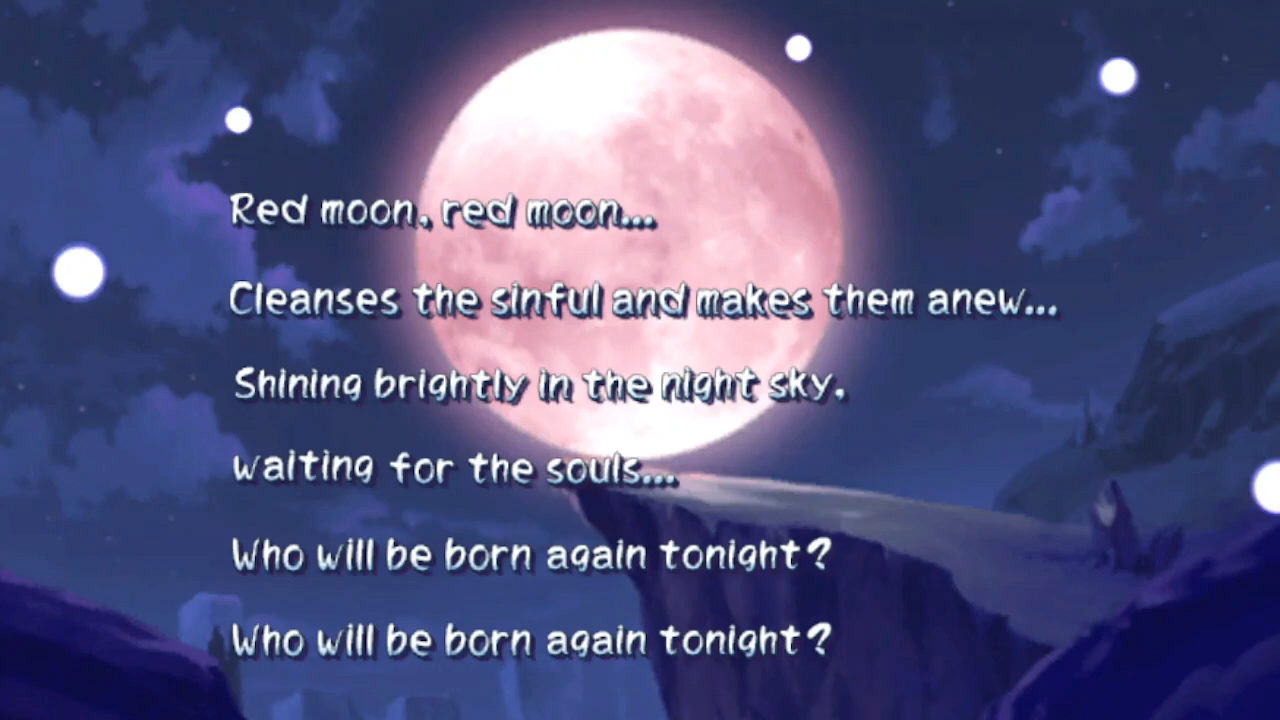 Red moon, red moon...
Cleanses the sinful and makes them anew...
Shining brightly in the night sky.
waiting for the souls...
Who will be born again tonight?
Who will be born again tonight?